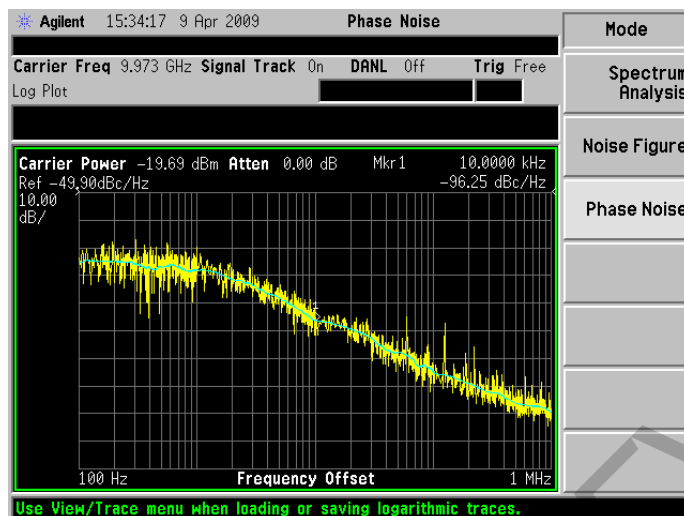 Agilent 15:34:17 9 Apr 2009 Phase Noise
Mode
Carrier Freq 9.973 GHz Signal Track On DANL Off Trig Free
Log Plot
Spectrum
Analysis
Noise Figure
Phase Noise
Carrier Power -19.69 dBm Atten 0.00 dB Mkr1 10.0000 kHz
Ref -49.90dBc/Hz -96.25 dBc/Hz
10.00
dB/
100 Hz Frequency Offset 1 MHz
Use View/Trace menu when loading or saving logarithmic traces.